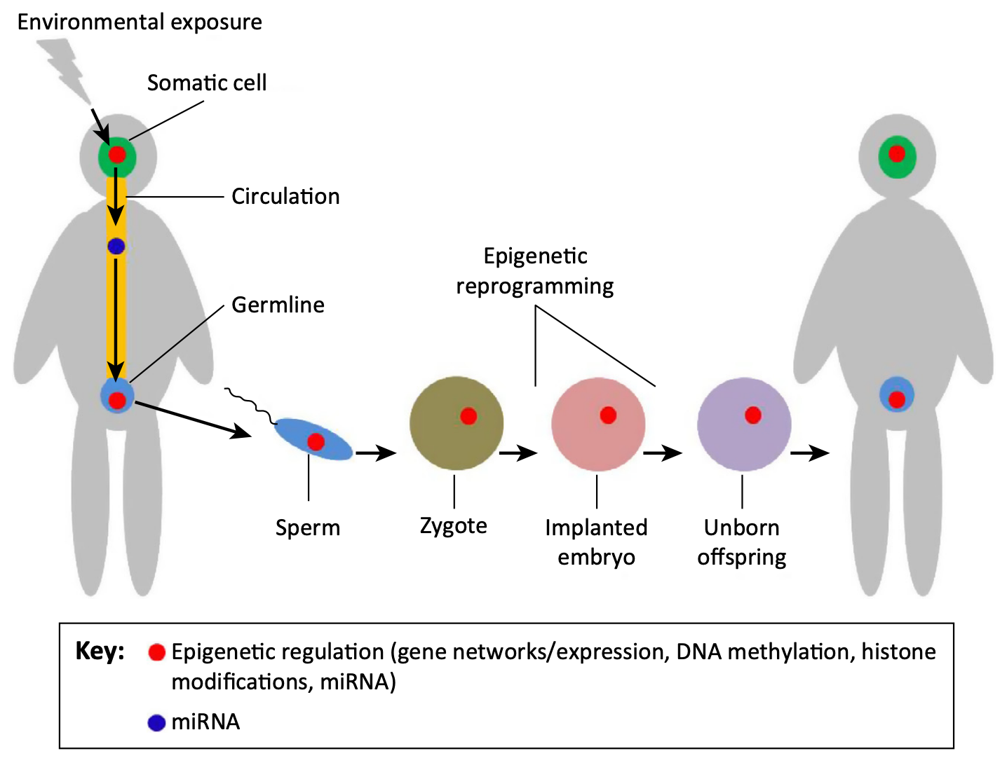 Environmental exposure
Somatic cell
Circulation
Germline
Epigenetic
reprogramming
Sperm
Zygote
Implanted
embryo
Unborn
offspring
Key:
Epigenetic regulation (gene networks/expression, DNA methylation, histone
modifications, miRNA)
miRNA